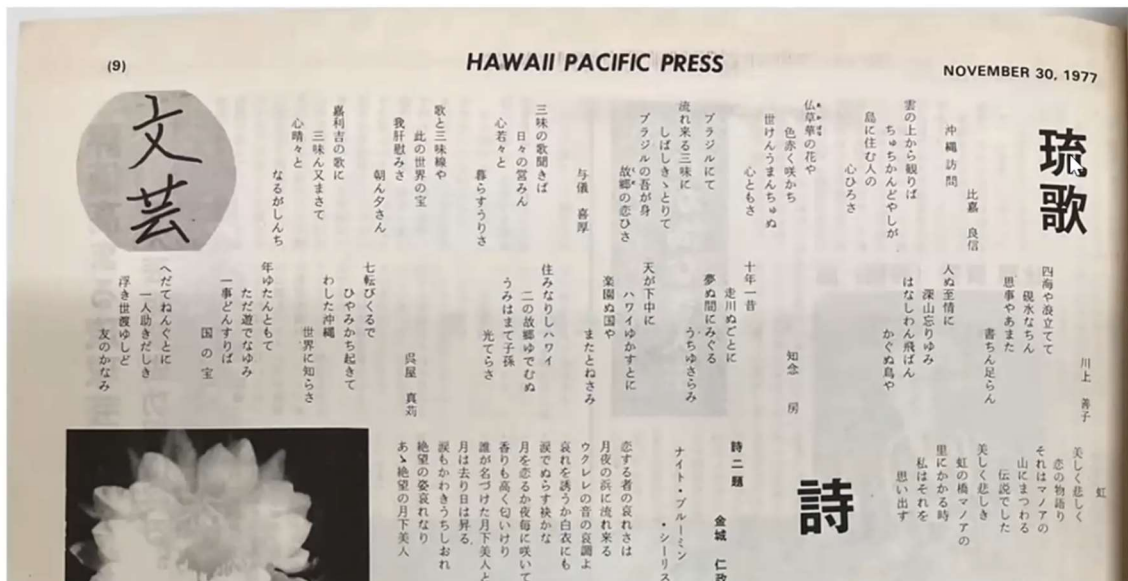 (9)
HAWAII PACIFIC PRESS
NOVEMBER 30, 1977
文芸
琉歌
沖縄訪問
比嘉 良信
雲の上から観りば
ちゅちかんどやしが
島に住む人の
心ひろさ
仏草華の花や
色赤く咲かち
世けんうまんちゅぬ
心ともさ
ブラジルにて
流れ来る三味に
しばしきゝとりて
ブラジルの吾が身
故郷の恋ひさ
与儀 喜厚
三味の歌聞きば
日々の営みん
心若々と
暮らすうりさ
歌と三味線や
此の世界の宝
我肝慰みさ
朝ん夕さん
嘉利吉の歌に
三味ん又まさて
心晴々と
なるがしんち
川上 善子
四海や浪立てて
硯水なちん
思事やあまた
書ちん足らん
人ぬ至情に
深山忘りゆみ
はなしわん飛ばん
かぐぬ鳥や
知念 房
十年一昔
走川ぬごとに
夢ぬ間にみぐる
うちゆさらみ
天が下中に
ハワイゆかすとに
楽園ぬ国や
またとねさみ
住みなりしハワイ
二の故郷ゆでむぬ
うみはまて子孫
光てらさ
呉屋 真苅
七転びくるで
ひやみかち起きて
わした沖縄
世界に知らさ
年ゆたんともて
ただ遊でなゆみ
一事どんすりば
国の宝
へだてねんぐとに
一人助きだしき
浮き世渡ゆしど
友のかなみ
虹
美しく悲しく
恋の物語り
それはマノアの
山にまつわる
伝説でした
美しく悲しき
虹の橋マノアの
里にかかる時
私はそれを
思い出す
詩
詩二題
金城 仁政
ナイト・ブルーミン
・シーリス
恋する者の哀れさは
月夜の浜に流れ来る
ウクレレの音の哀調よ
哀れを誘うか白衣にも
涙でぬらす袂かな
月を恋るか夜毎に咲いて
香りも高く匂いけり
誰が名づけた月下美人と
月は去り日は昇る
涙もかわきうちしおれ
絶望の姿哀れなり
あゝ絶望の月下美人